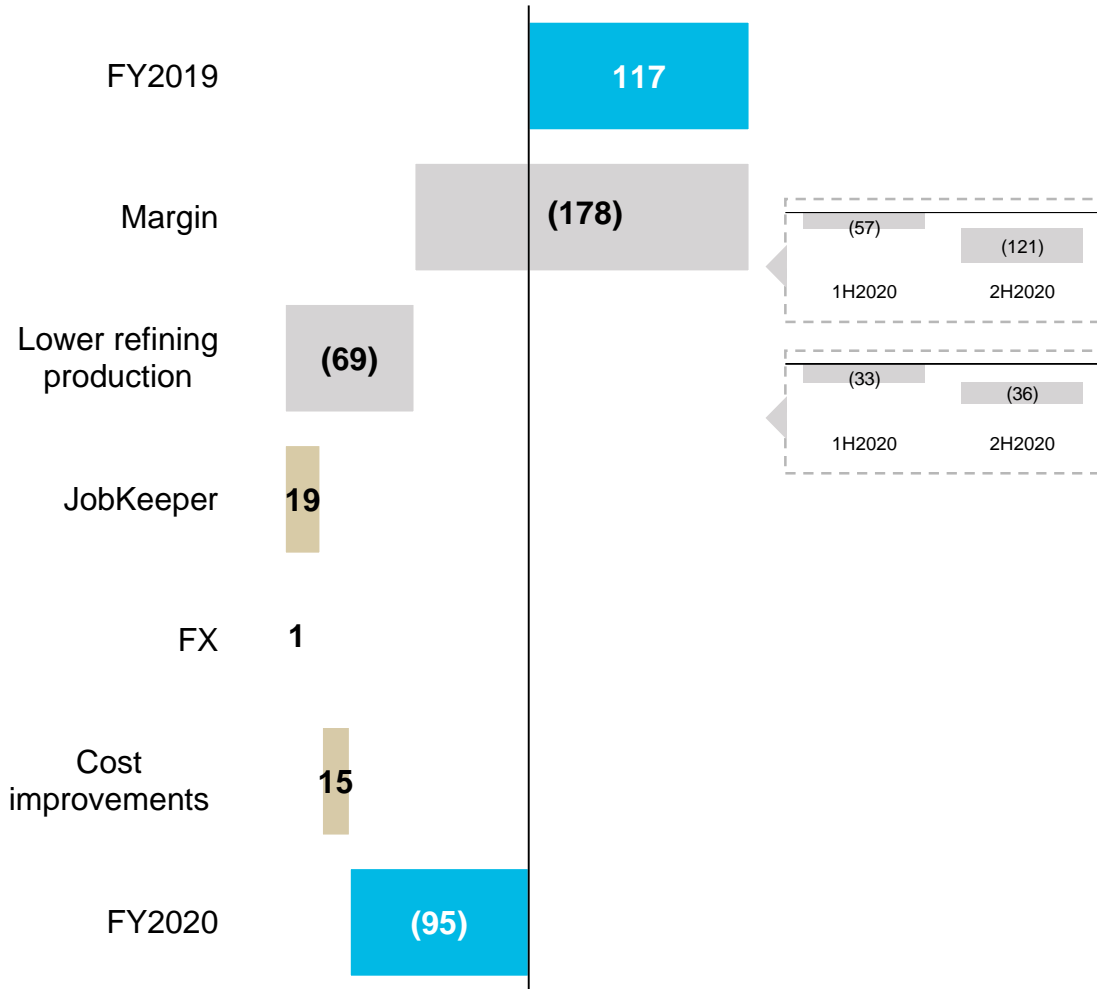 FY2019
117
Margin
(178)
(57)
(121)
1H2020
2H2020
Lower refining
production
(69)
(33)
(36)
1H2020
2H2020
JobKeeper
19
FX
1
Cost
improvements
15
FY2020
(95)